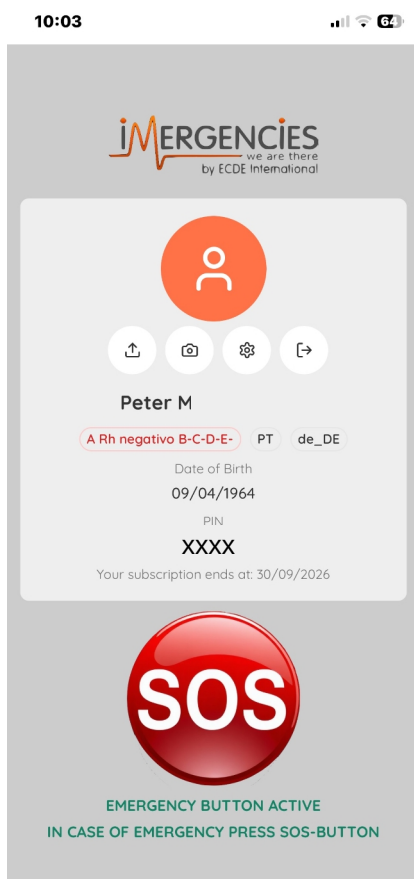 10:03
64
iMERGENCIES
we are there
by ECDE International
Peter M
A Rh negativo B-C-D-E- PT de_DE
Date of Birth
09/04/1964
PIN
XXXX
Your subscription ends at: 30/09/2026
SOS
EMERGENCY BUTTON ACTIVE
IN CASE OF EMERGENCY PRESS SOS-BUTTON